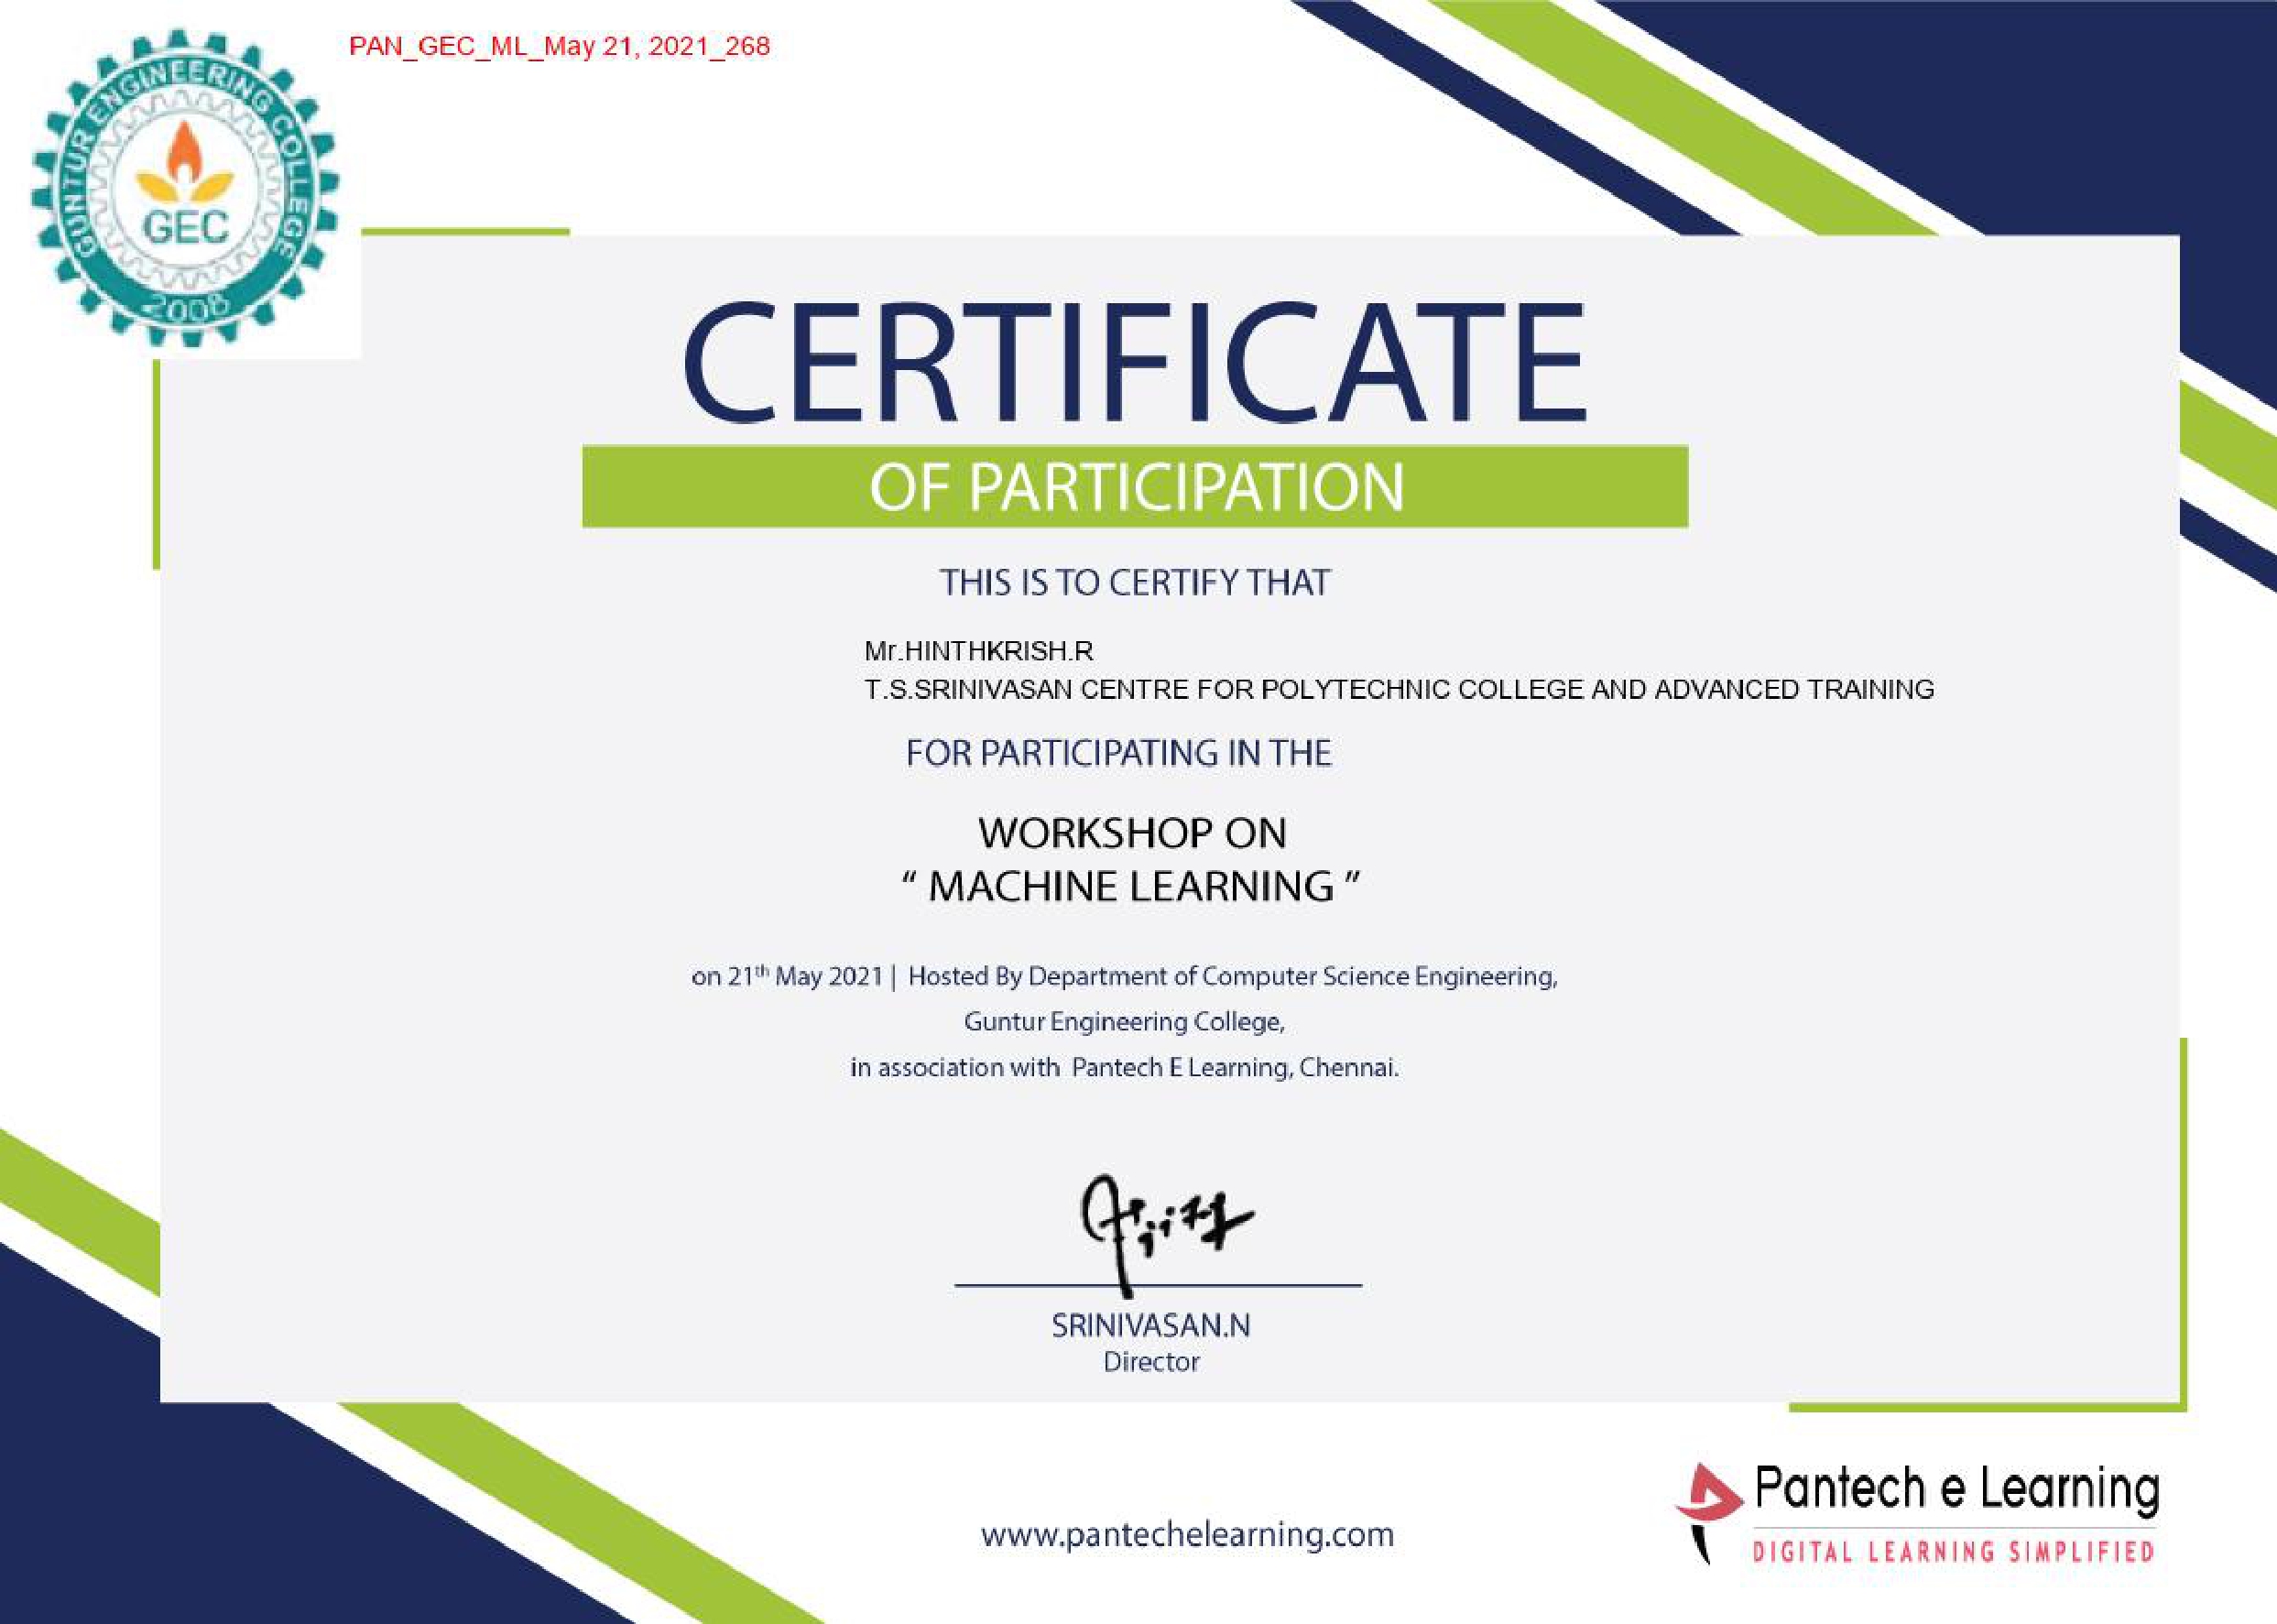 PAN_GEC_ML_May 21, 2021_268
GUNTUR ENGINEERING COLLEGE
GEC
2008
CERTIFICATE
OF PARTICIPATION
THIS IS TO CERTIFY THAT
Mr.HINTHKRISH.R
T.S.SRINIVASAN CENTRE FOR POLYTECHNIC COLLEGE AND ADVANCED TRAINING
FOR PARTICIPATING IN THE
WORKSHOP ON
“ MACHINE LEARNING ”
on 21th May 2021 | Hosted By Department of Computer Science Engineering,
Guntur Engineering College,
in association with Pantech E Learning, Chennai.
SRINIVASAN.N
Director
www.pantechelearning.com
Pantech e Learning
DIGITAL LEARNING SIMPLIFIED